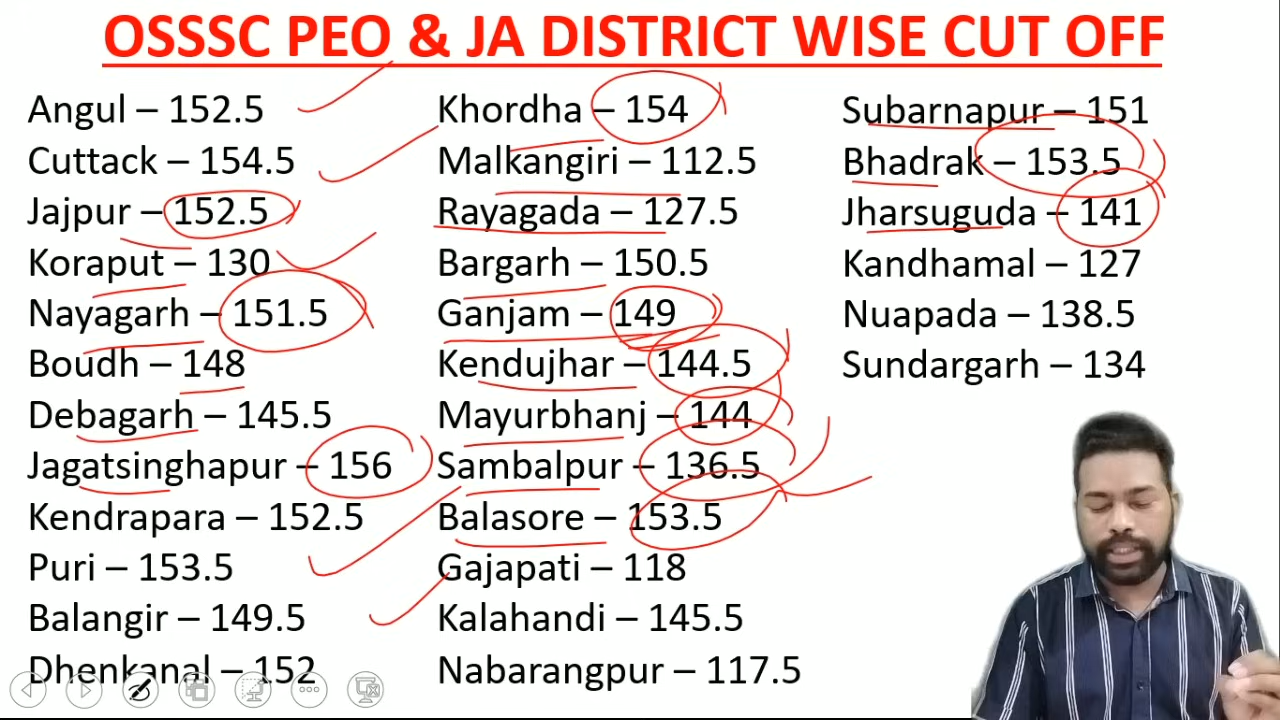 OSSSC PEO & JA DISTRICT WISE CUT OFF
Angul – 152.5
Cuttack – 154.5
Jajpur – 152.5
Koraput – 130
Nayagarh – 151.5
Boudh – 148
Debagarh – 145.5
Jagatsinghapur – 156
Kendrapara – 152.5
Puri – 153.5
Balangir – 149.5
Dhenkanal – 152
Khordha – 154
Malkangiri – 112.5
Rayagada – 127.5
Bargarh – 150.5
Ganjam – 149
Kendujhar – 144.5
Mayurbhanj – 144
Sambalpur – 136.5
Balasore – 153.5
Gajapati – 118
Kalahandi – 145.5
Nabarangpur – 117.5
Subarnapur – 151
Bhadrak – 153.5
Jharsuguda – 141
Kandhamal – 127
Nuapada – 138.5
Sundargarh – 134